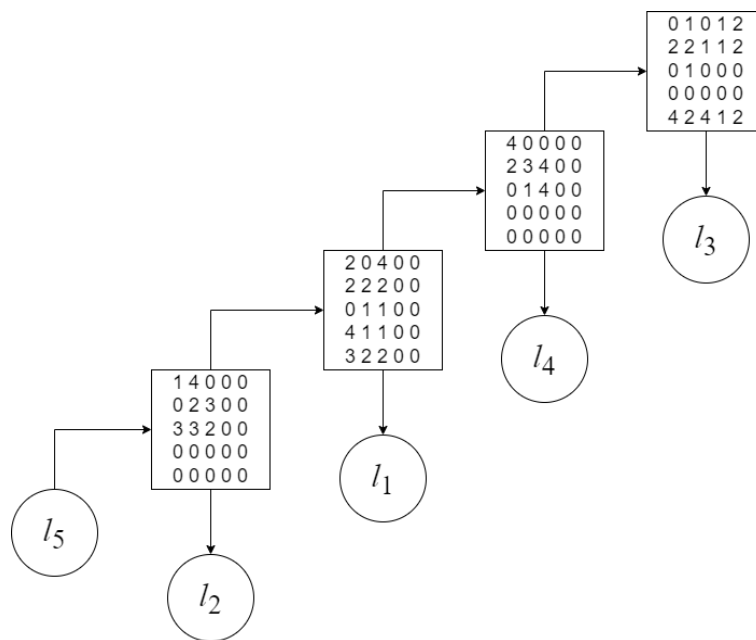 0 1 0 1 2
2 2 1 1 2
0 1 0 0 0
0 0 0 0 0
4 2 4 1 2
l3
4 0 0 0 0
2 3 4 0 0
0 1 4 0 0
0 0 0 0 0
0 0 0 0 0
l4
2 0 4 0 0
2 2 2 0 0
0 1 1 0 0
4 1 1 0 0
3 2 2 0 0
l1
1 4 0 0 0
0 2 3 0 0
3 3 2 0 0
0 0 0 0 0
0 0 0 0 0
l5
l2